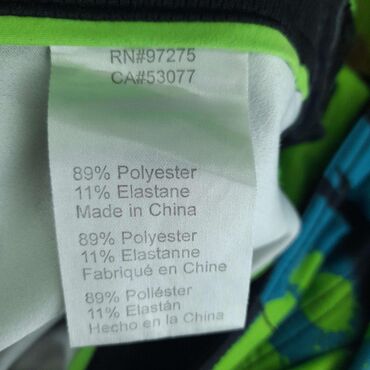 RN#97275
CA#53077
89% Polyester
11% Elastane
Made in China
89% Polyester
11% Elastanne
Fabriqué en Chine
89% Poliéster
11% Elastán
Hecho en China